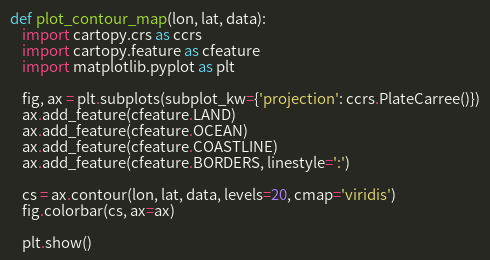 def plot_contour_map(lon, lat, data):
    import cartopy.crs as ccrs
    import cartopy.feature as cfeature
    import matplotlib.pyplot as plt

    fig, ax = plt.subplots(subplot_kw={'projection': ccrs.PlateCarree()})
    ax.add_feature(cfeature.LAND)
    ax.add_feature(cfeature.OCEAN)
    ax.add_feature(cfeature.COASTLINE)
    ax.add_feature(cfeature.BORDERS, linestyle=':')

    cs = ax.contour(lon, lat, data, levels=20, cmap='viridis')
    fig.colorbar(cs, ax=ax)

    plt.show()